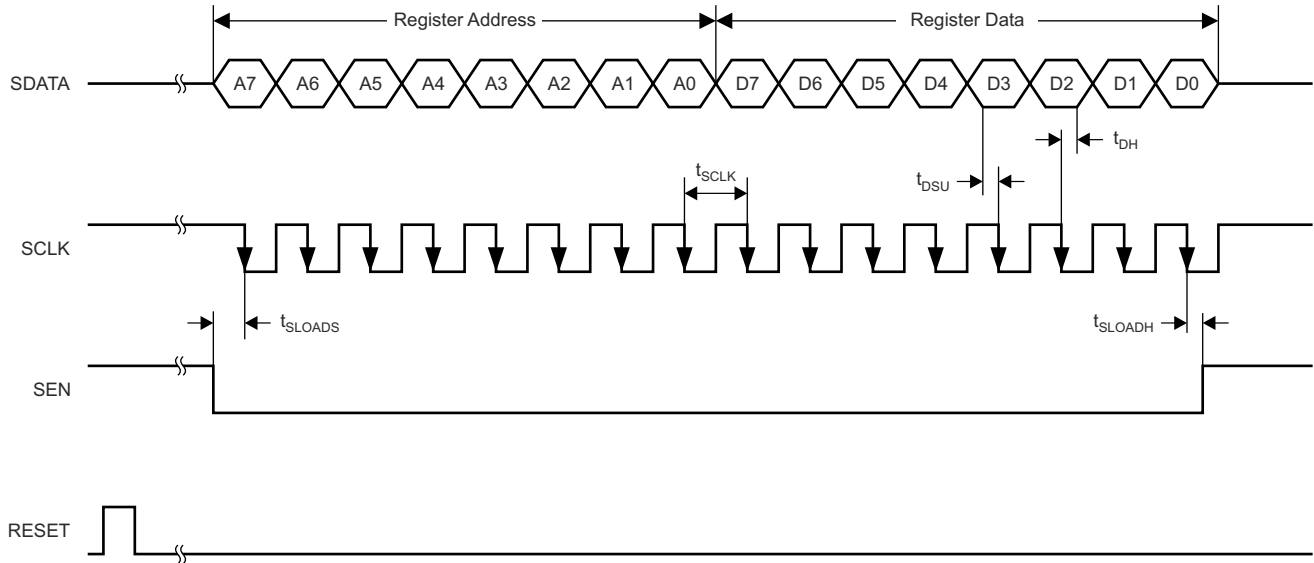 Register Address Register Data
SDATA A7 A6 A5 A4 A3 A2 A1 A0 D7 D6 D5 D4 D3 D2 D1 D0
tDH
tSCLK
tDSU
SCLK
tSLOADS tSLOADH
SEN
RESET